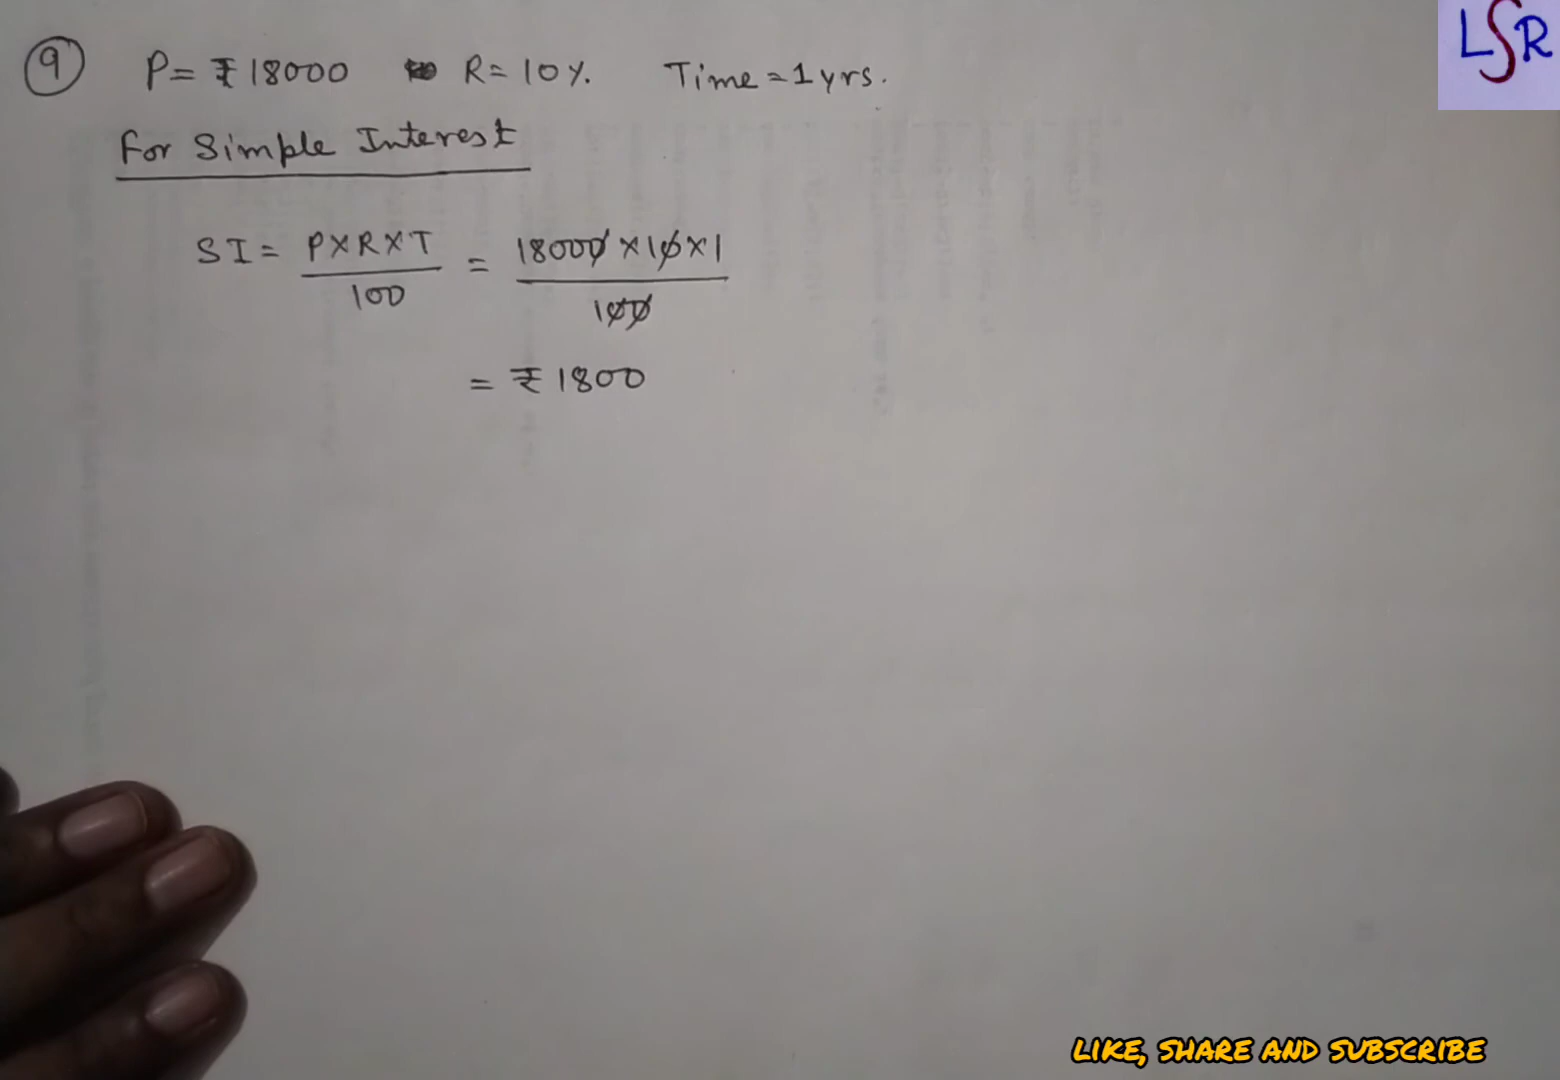 LSR
9 P = ₹ 18000 R = 10%. Time = 1 yrs.
For Simple Interest
SI = P×R×T / 100 = 18000 × 10 × 1 / 100
= ₹ 1800
LIKE, SHARE AND SUBSCRIBE